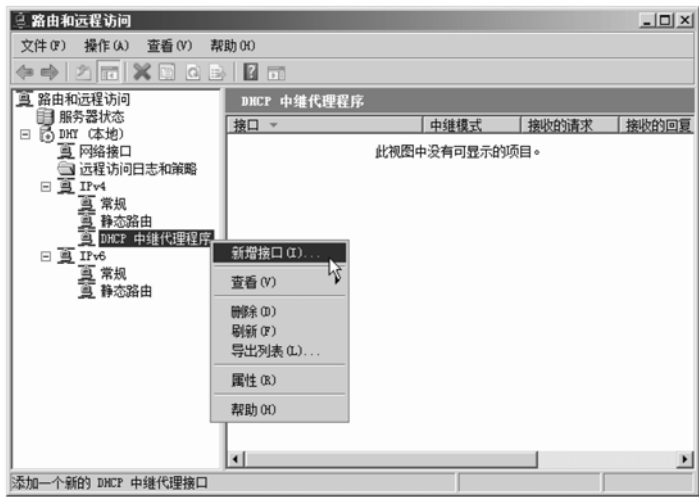 路由和远程访问
文件(F) 操作(A) 查看(V) 帮助(H)
路由和远程访问
服务器状态
DHY (本地)
网络接口
远程访问日志和策略
IPv4
常规
静态路由
DHCP 中继代理程序
IPv6
常规
静态路由
DHCP 中继代理程序
接口 中继模式 接收的请求 接收的回复
此视图中没有可显示的项目。
新增接口(I)...
查看(V)
删除(D)
刷新(F)
导出列表(L)...
属性(R)
帮助(H)
添加一个新的 DHCP 中继代理接口